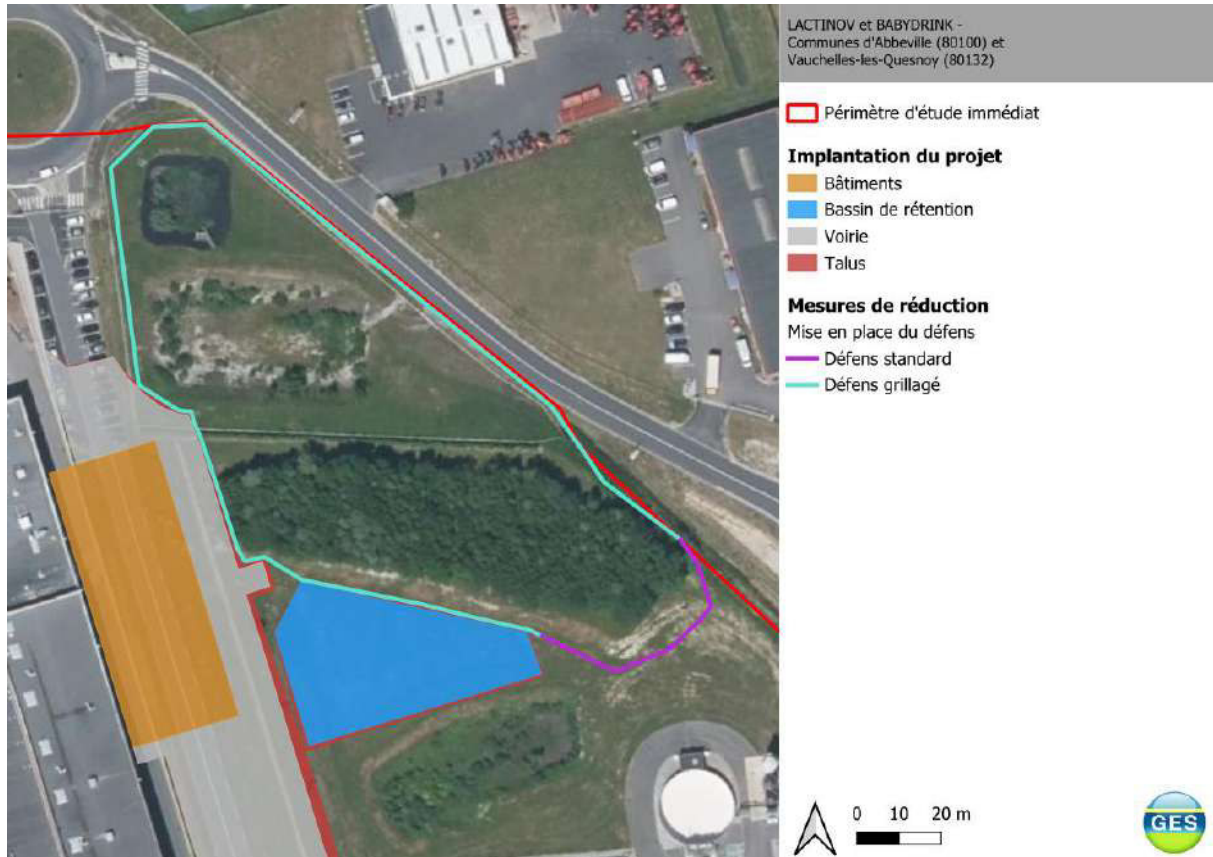 LACTINOV et BABYDRINK -
Communes d'Abbeville (80100) et
Vauchelles-les-Quesnoy (80132)
Périmètre d'étude immédiat
Implantation du projet
Bâtiments
Bassin de rétention
Voirie
Talus
Mesures de réduction
Mise en place du défens
Défens standard
Défens grillagé
0 10 20 m
GES